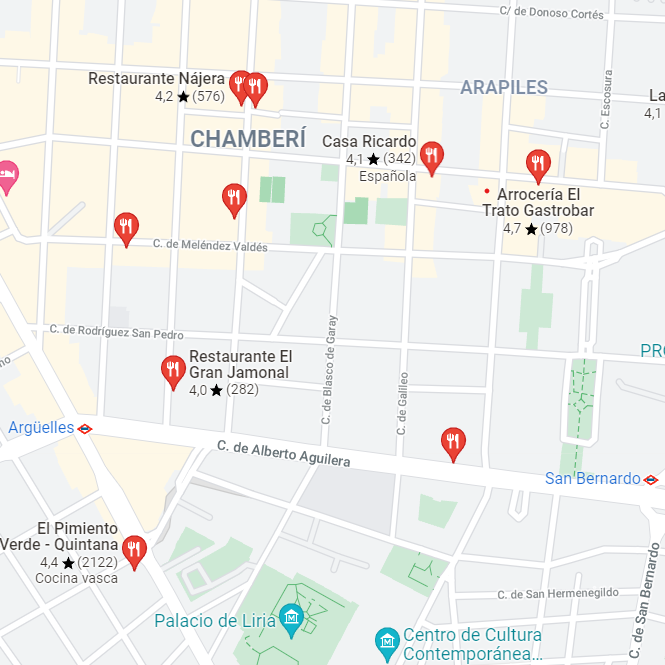 C/ de Donoso Cortés
Restaurante Nájera
4,2 ★ (576)
ARAPILES
C. Escosura
La
4,1
CHAMBERÍ
Casa Ricardo
4,1 ★ (342)
Española
Arrocería El
Trato Gastrobar
4,7 ★ (978)
C. de Meléndez Valdés
C. de Rodríguez San Pedro
C. de Blasco de Garay
C. de Galileo
PRO
no
Restaurante El
Gran Jamonal
4,0 ★ (282)
Argüelles
C. de Alberto Aguilera
San Bernardo
El Pimiento
Verde - Quintana
4,4 ★ (2122)
Cocina vasca
C. de San Hermenegildo
C. de San Bernardo
Palacio de Liria
Centro de Cultura
Contemporánea...